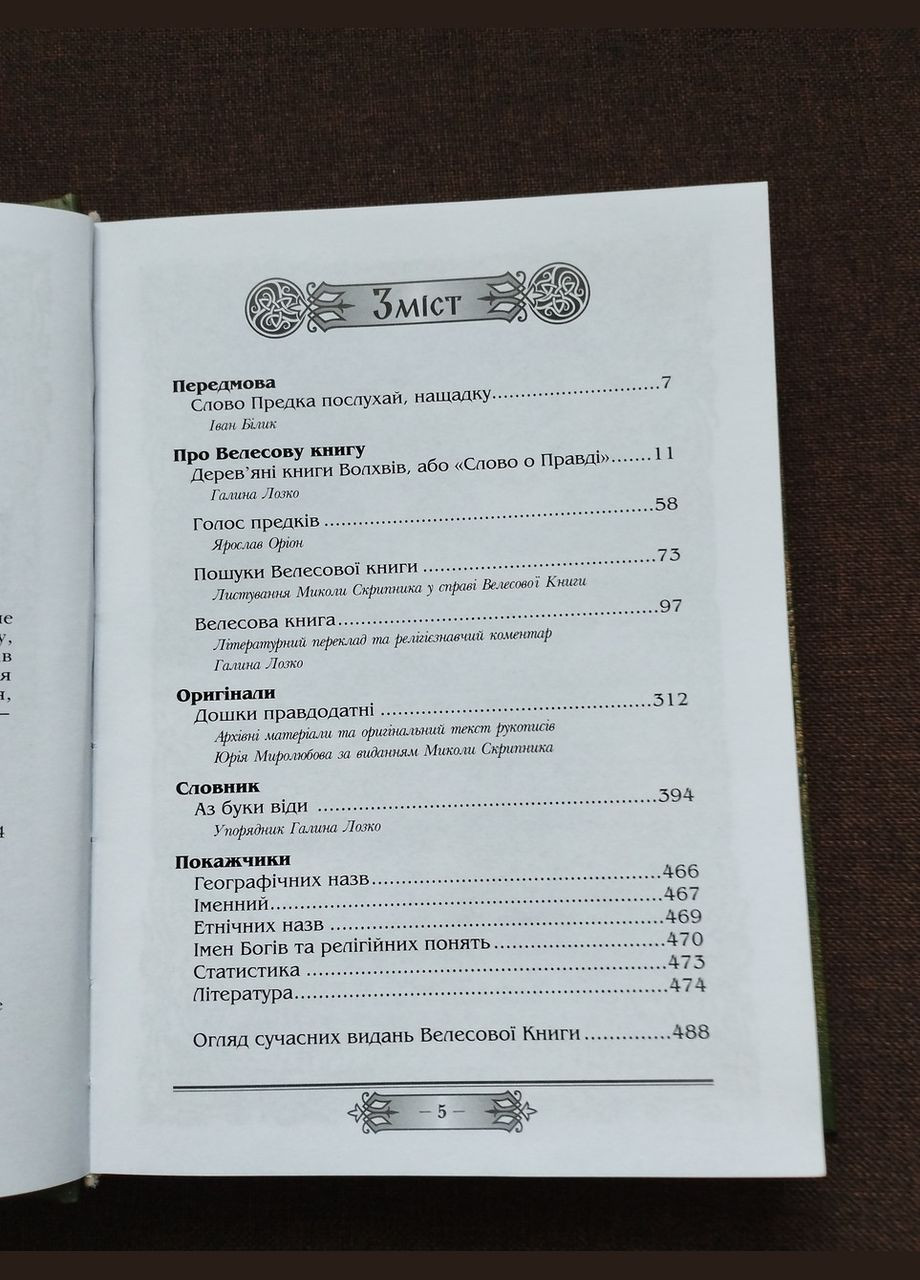 Зміст
Передмова
Слово Предка послухай, нащадку..........................7
Іван Білик
Про Велесову книгу
Дерев’яні книги Волхвів, або «Слово о Правді».......11
Галина Лозко
Голос предків.....................................................58
Ярослав Оріон
Пошуки Велесової книги.....................................73
Листування Миколи Скрипника у справі Велесової Книги
Велесова книга..................................................97
Літературний переклад та релігієзнавчий коментар
Галина Лозко
Оригінали
Дошки правдодатні ..........................................312
Архівні матеріали та оригінальний текст рукописів
Юрія Миролюбова за виданням Миколи Скрипника
Словник
Аз буки віди .....................................................394
Упорядник Галина Лозко
Покажчики
Географічних назв.............................................466
Іменний............................................................467
Етнічних назв ...................................................469
Імен Богів та релігійних понять..........................470
Статистика .......................................................473
Література.........................................................474
Огляд сучасних видань Велесової Книги.............488
– 5 –